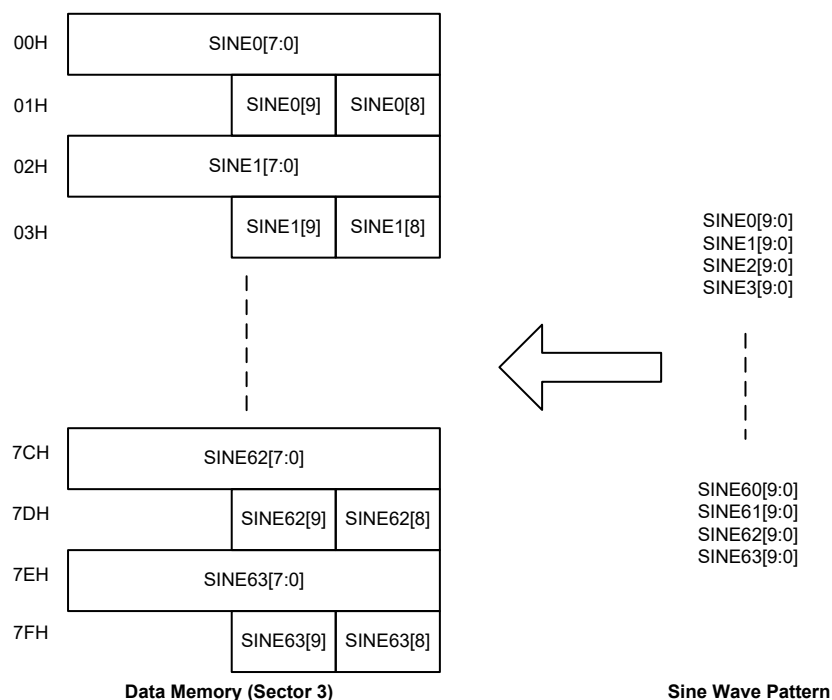 00H SINE0[7:0]
01H SINE0[9] SINE0[8]
02H SINE1[7:0]
03H SINE1[9] SINE1[8]
7CH SINE62[7:0]
7DH SINE62[9] SINE62[8]
7EH SINE63[7:0]
7FH SINE63[9] SINE63[8]
Data Memory (Sector 3)
SINE0[9:0]
SINE1[9:0]
SINE2[9:0]
SINE3[9:0]
SINE60[9:0]
SINE61[9:0]
SINE62[9:0]
SINE63[9:0]
Sine Wave Pattern